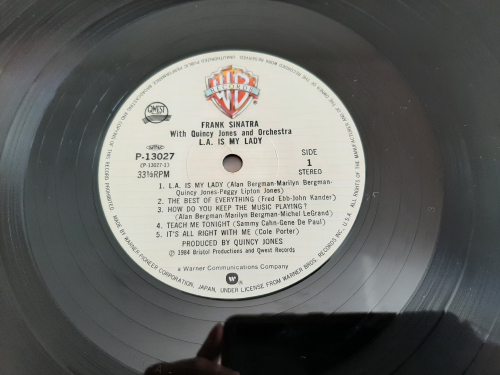 WB
RECORDS
QWEST
FRANK SINATRA
With Quincy Jones and Orchestra
L.A. IS MY LADY
P-13027
(P-13027-1)
33⅓RPM
SIDE
1
STEREO
1. L.A. IS MY LADY (Alan Bergman-Marilyn Bergman-
Quincy Jones-Peggy Lipton Jones)
2. THE BEST OF EVERYTHING (Fred Ebb-John Kander)
3. HOW DO YOU KEEP THE MUSIC PLAYING?
(Alan Bergman-Marilyn Bergman-Michel LeGrand)
4. TEACH ME TONIGHT (Sammy Cahn-Gene De Paul)
5. IT'S ALL RIGHT WITH ME (Cole Porter)
PRODUCED BY QUINCY JONES
℗ 1984 Bristol Productions and Qwest Records
a Warner Communications Company
MADE BY WARNER-PIONEER CORPORATION, JAPAN, UNDER LICENSE FROM WARNER BROS. RECORDS INC., U.S.A.